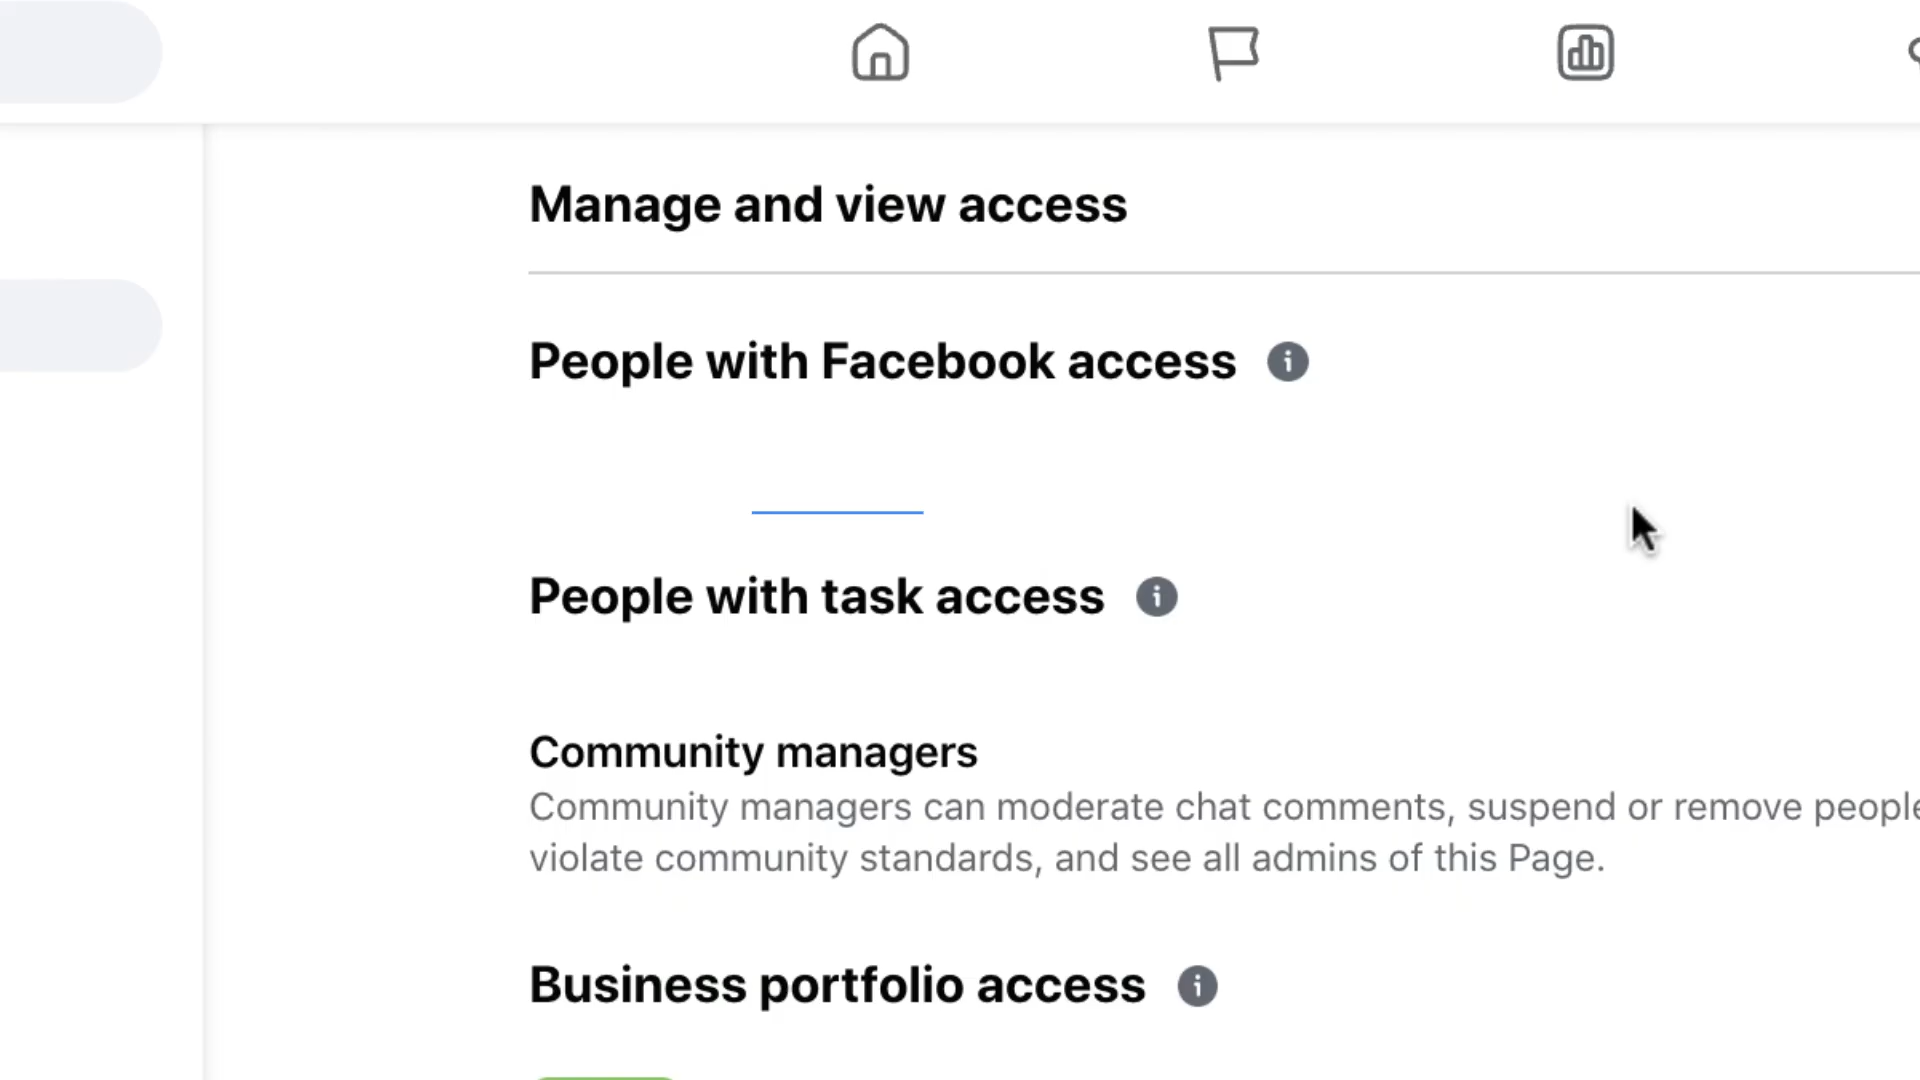 Manage and view access
People with Facebook access
People with task access
Community managers
Community managers can moderate chat comments, suspend or remove people
violate community standards, and see all admins of this Page.
Business portfolio access